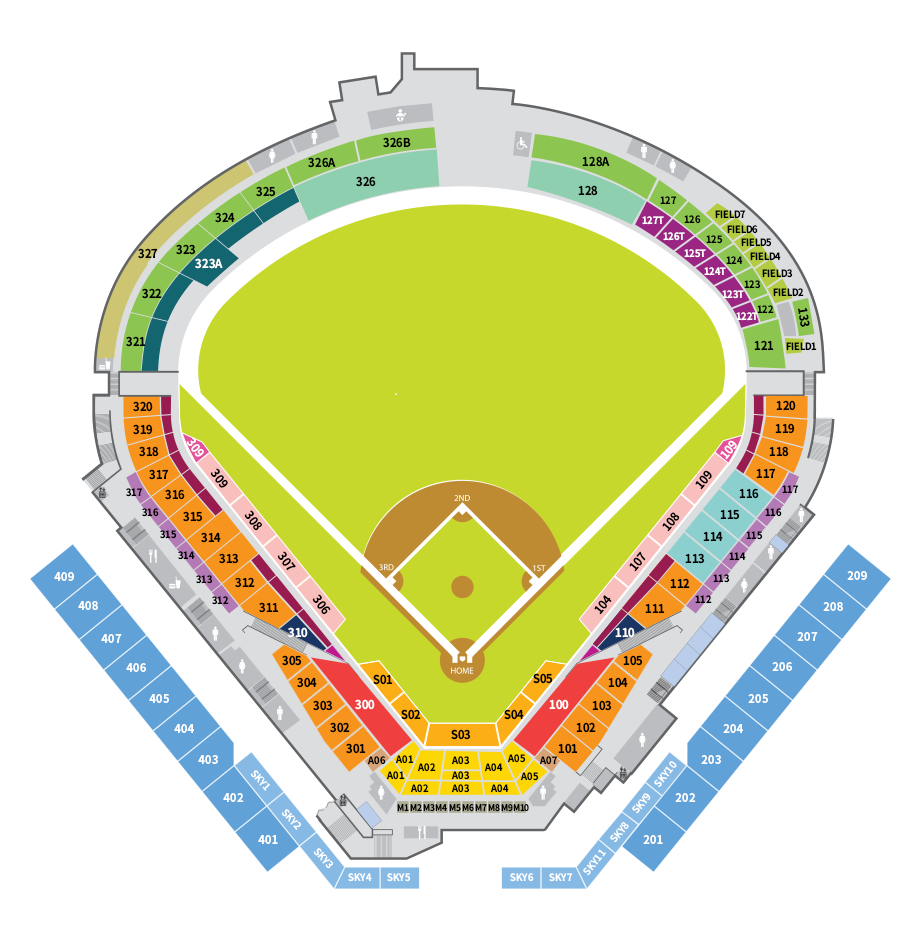 326B
326A
128A
326
128
325
127
324
127T
126
FIELD7
126T
125
FIELD6
323
125T
124
FIELD5
327
323A
124T
FIELD4
123
FIELD3
322
123T
122
FIELD2
122T
133
321
121
FIELD1
320
120
319
119
318
309
109
118
317
309
109
117
317
316
116
117
316
315
308
2ND
108
115
116
315
314
114
115
314
313
307
3RD
1ST
107
113
114
313
312
112
113
312
311
306
104
111
112
310
110
305
HOME
105
304
S01
S05
104
303
300
S02
S04
100
103
302
S03
102
301
A06
A01
A02
A03
A04
A05
A07
101
A01
A03
A05
A02
A03
A04
M1 M2 M3 M4 M5 M6 M7 M8 M9 M10
409
408
407
406
405
404
403
402
401
209
208
207
206
205
204
203
202
201
SKY1
SKY2
SKY3
SKY4
SKY5
SKY6
SKY7
SKY11
SKY8
SKY9
SKY10